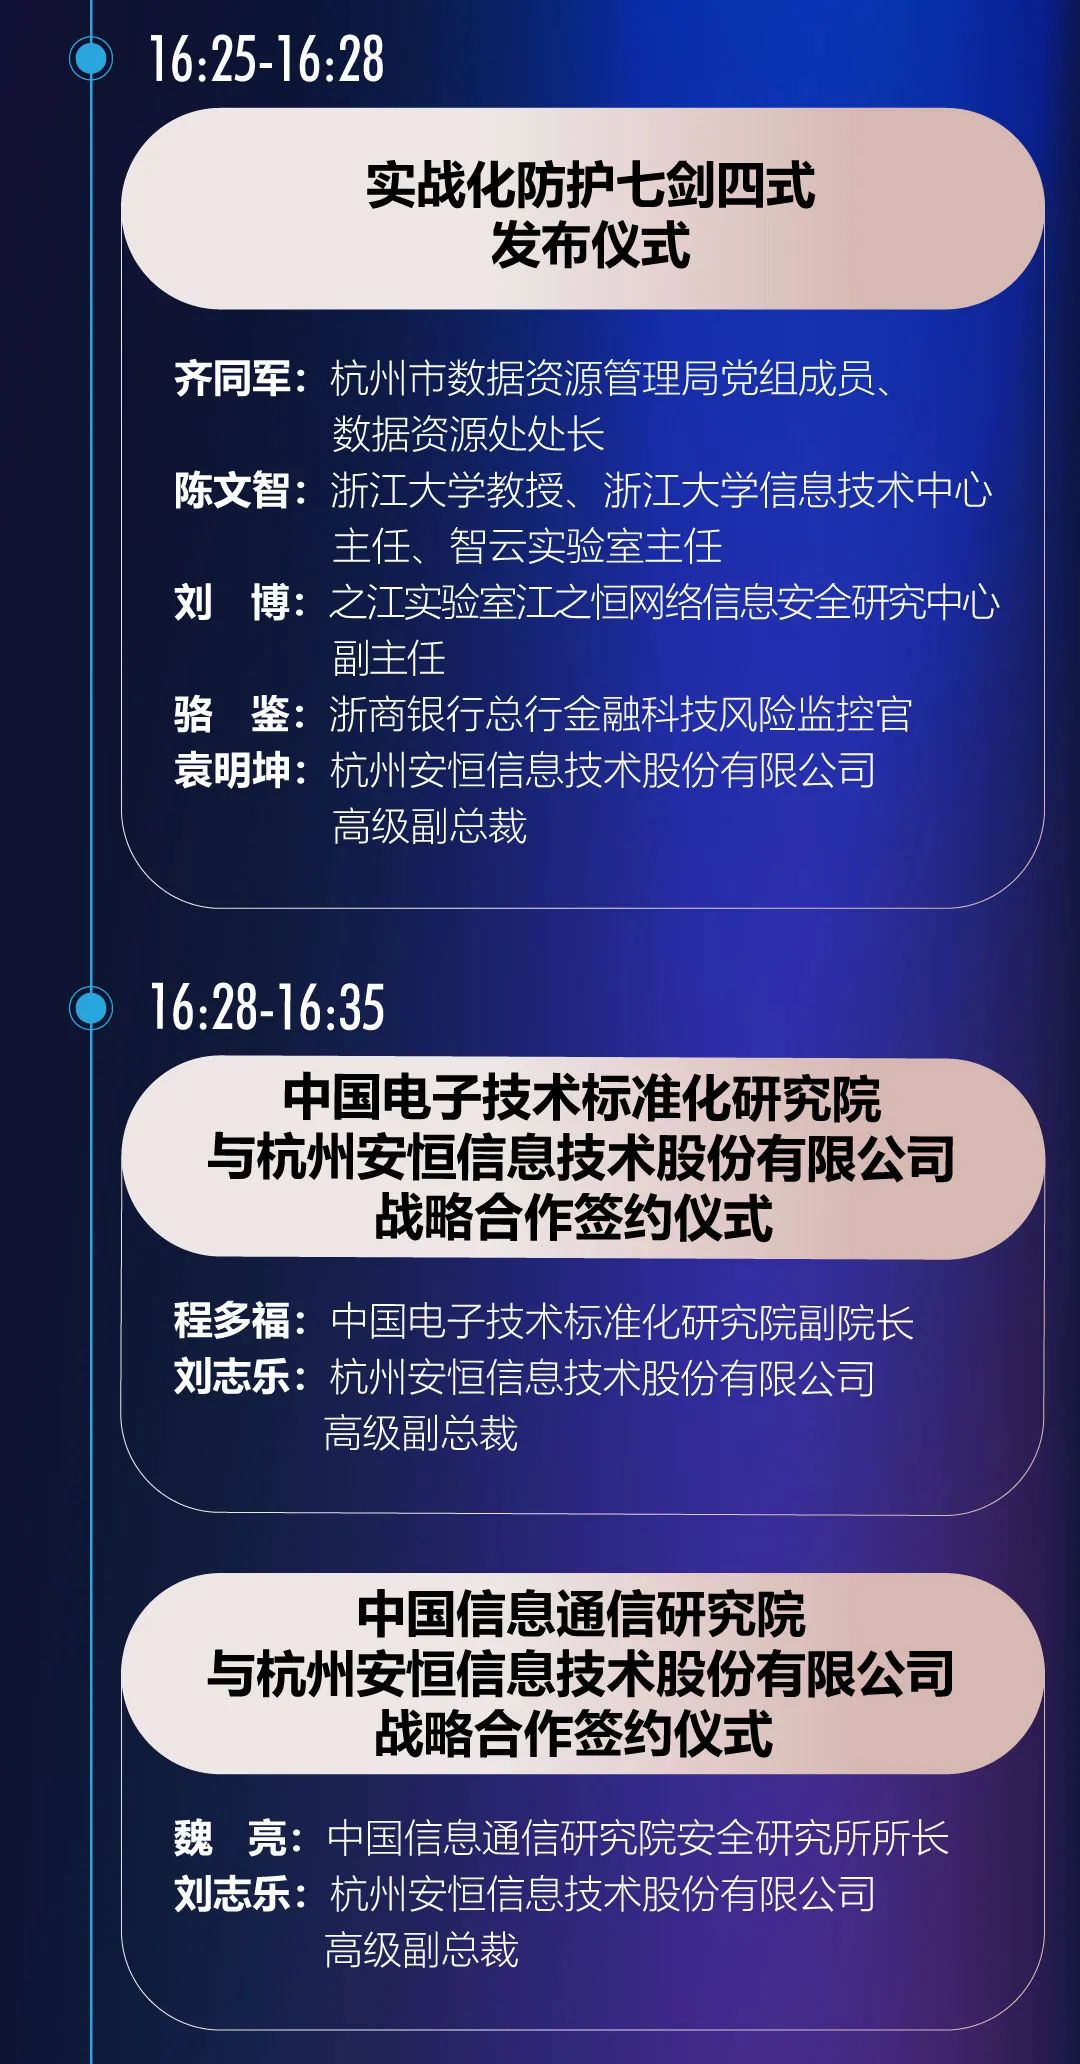 16:25-16:28
实战化防护七剑四式
发布仪式
齐同军：杭州市数据资源管理局党组成员、
数据资源处处长
陈文智：浙江大学教授、浙江大学信息技术中心
主任、智云实验室主任
刘　博：之江实验室江之恒网络信息安全研究中心
副主任
骆　鉴：浙商银行总行金融科技风险监控官
袁明坤：杭州安恒信息技术股份有限公司
高级副总裁
16:28-16:35
中国电子技术标准化研究院
与杭州安恒信息技术股份有限公司
战略合作签约仪式
程多福：中国电子技术标准化研究院副院长
刘志乐：杭州安恒信息技术股份有限公司
高级副总裁
中国信息通信研究院
与杭州安恒信息技术股份有限公司
战略合作签约仪式
魏　亮：中国信息通信研究院安全研究所所长
刘志乐：杭州安恒信息技术股份有限公司
高级副总裁